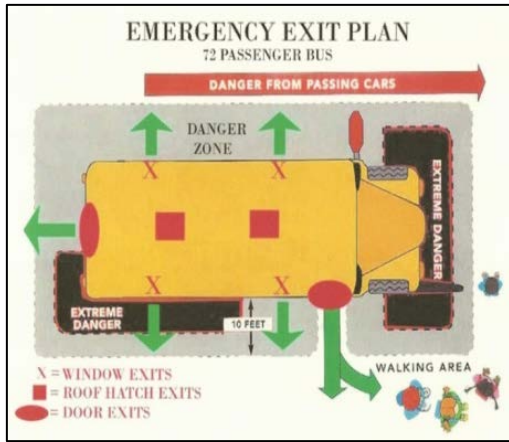 EMERGENCY EXIT PLAN
72 PASSENGER BUS
DANGER FROM PASSING CARS
DANGER
ZONE
X
X
EXTREME DANGER
X
X
EXTREME
DANGER
10 FEET
WALKING AREA
X = WINDOW EXITS
= ROOF HATCH EXITS
= DOOR EXITS